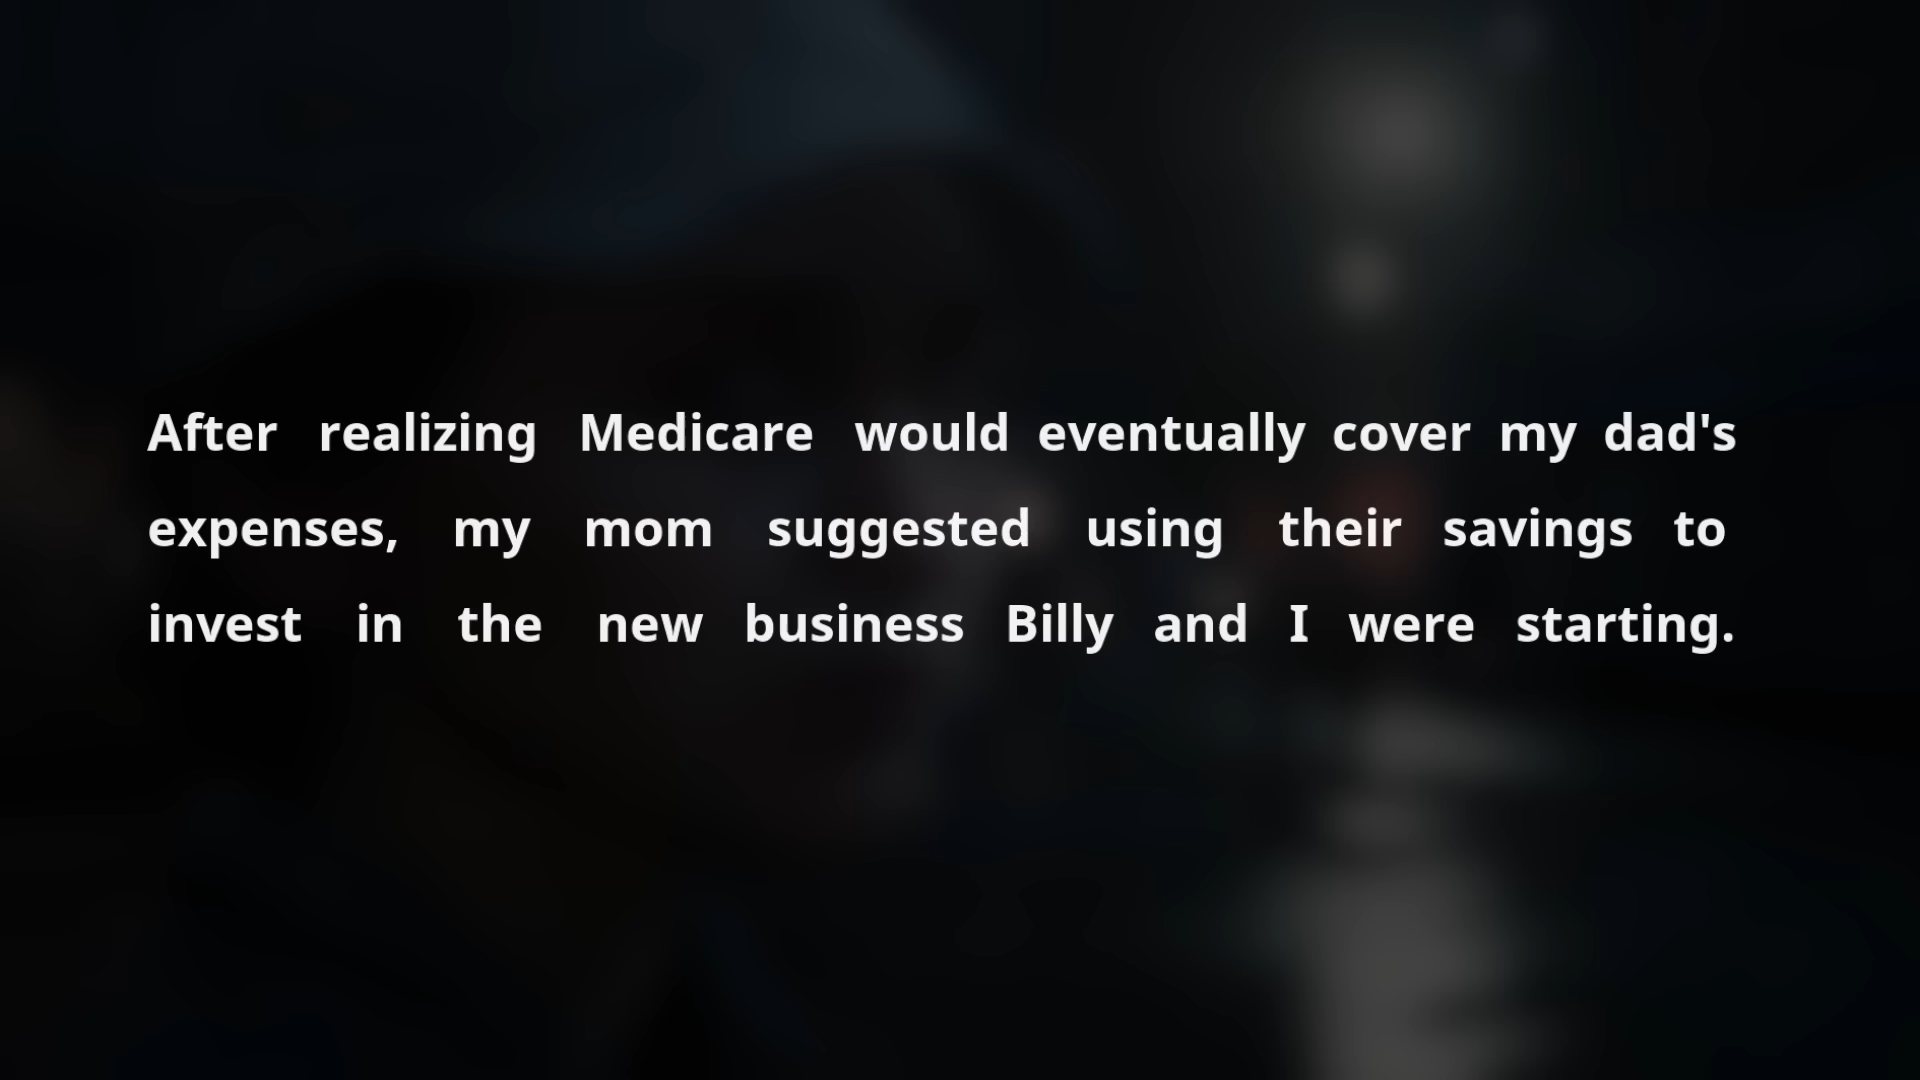 After realizing Medicare would eventually cover my dad's
expenses, my mom suggested using their savings to
invest in the new business Billy and I were starting.